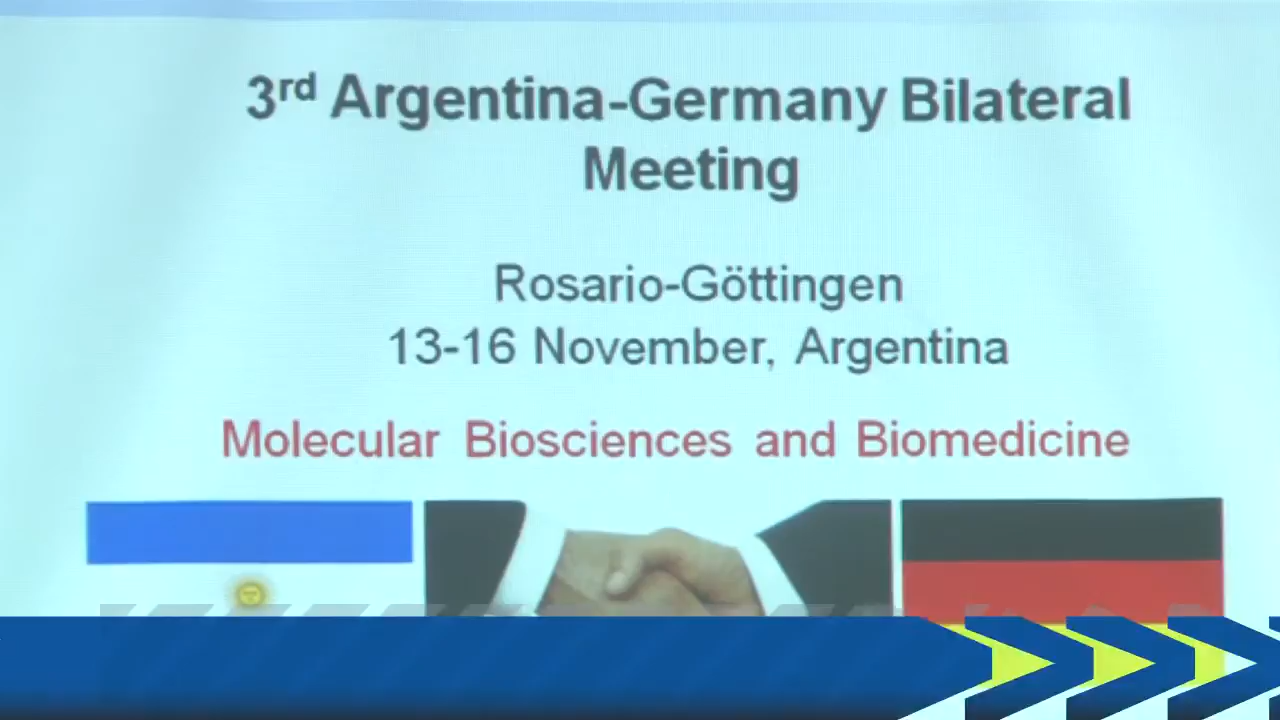 3rd Argentina-Germany Bilateral
Meeting
Rosario-Göttingen
13-16 November, Argentina
Molecular Biosciences and Biomedicine